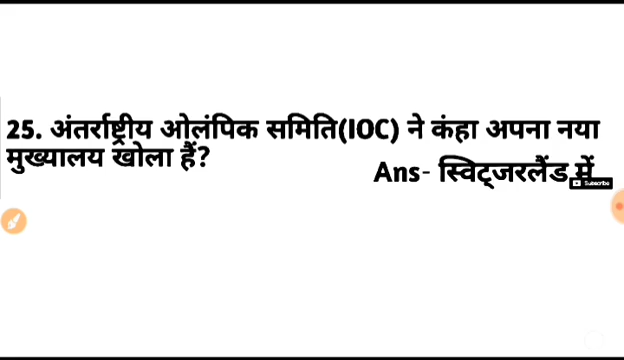 25. अंतर्राष्ट्रीय ओलंपिक समिति(IOC) ने कंहा अपना नया
मुख्यालय खोला हैं?
Ans- स्विट्जरलैंड में
Subscribe